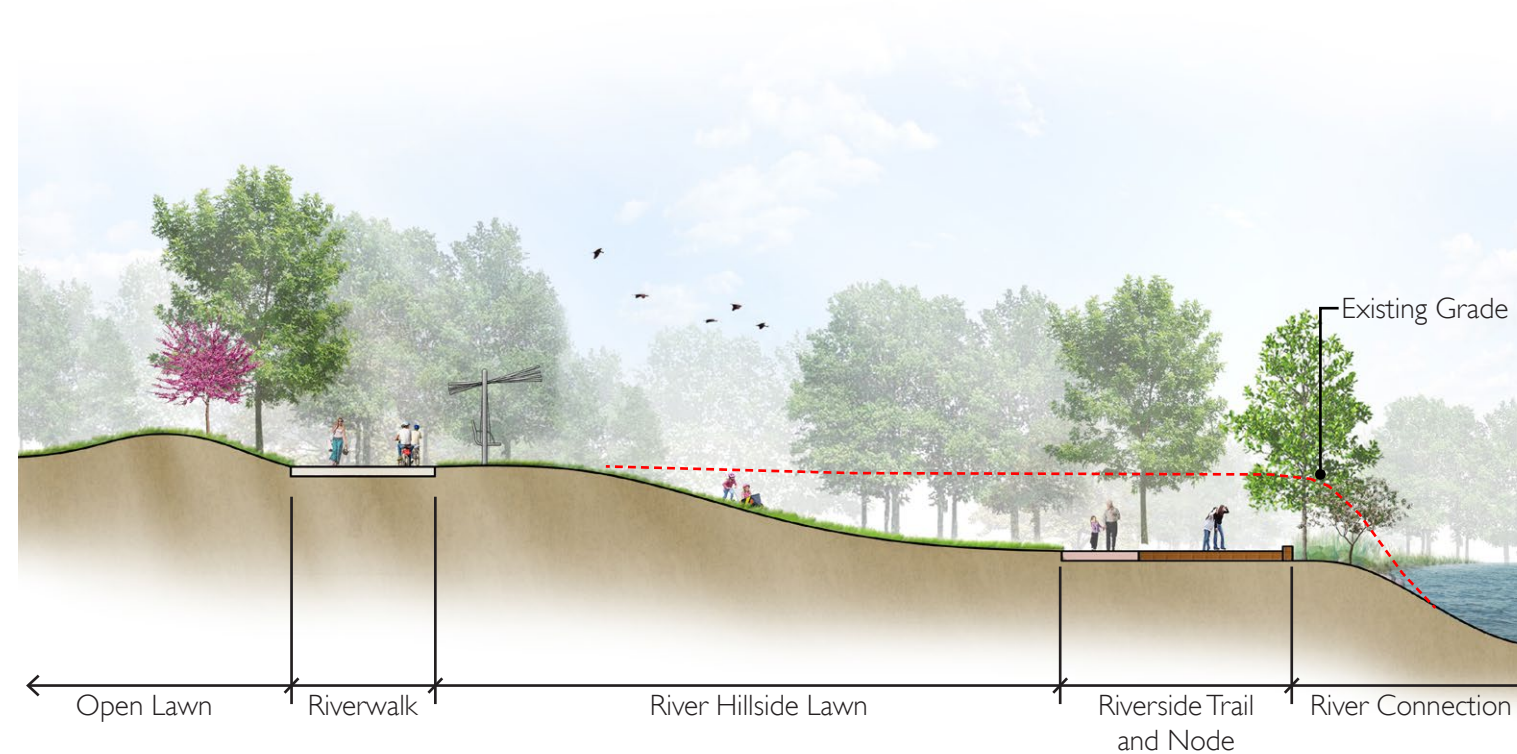 Existing Grade
Open Lawn
Riverwalk
River Hillside Lawn
Riverside Trail
and Node
River Connection